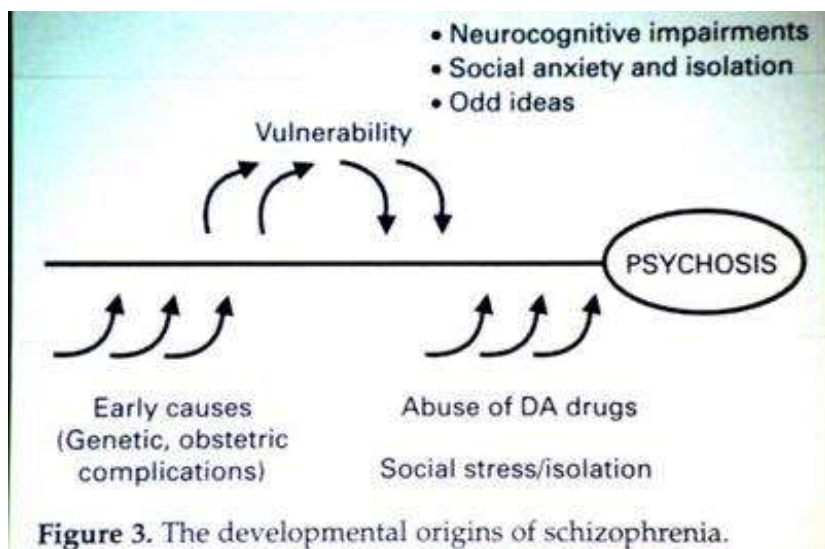 • Neurocognitive impairments
• Social anxiety and isolation
• Odd ideas
Vulnerability
PSYCHOSIS
Early causes
(Genetic, obstetric
complications)
Abuse of DA drugs
Social stress/isolation
Figure 3. The developmental origins of schizophrenia.